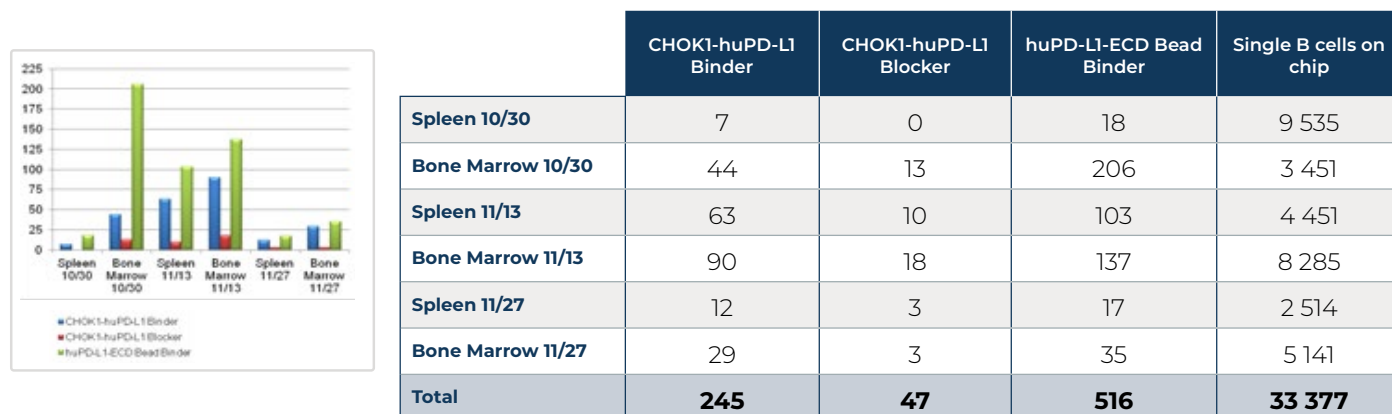 225
200
175
150
125
100
75
50
25
0
Spleen 10/30
Bone Marrow 10/30
Spleen 11/13
Bone Marrow 11/13
Spleen 11/27
Bone Marrow 11/27
CHOK1-huPD-L1 Binder
CHOK1-huPD-L1 Blocker
huPD-L1-ECD Bead Binder
CHOK1-huPD-L1 Binder CHOK1-huPD-L1 Blocker huPD-L1-ECD Bead Binder Single B cells on chip
Spleen 10/30 7 0 18 9 535
Bone Marrow 10/30 44 13 206 3 451
Spleen 11/13 63 10 103 4 451
Bone Marrow 11/13 90 18 137 8 285
Spleen 11/27 12 3 17 2 514
Bone Marrow 11/27 29 3 35 5 141
Total 245 47 516 33 377